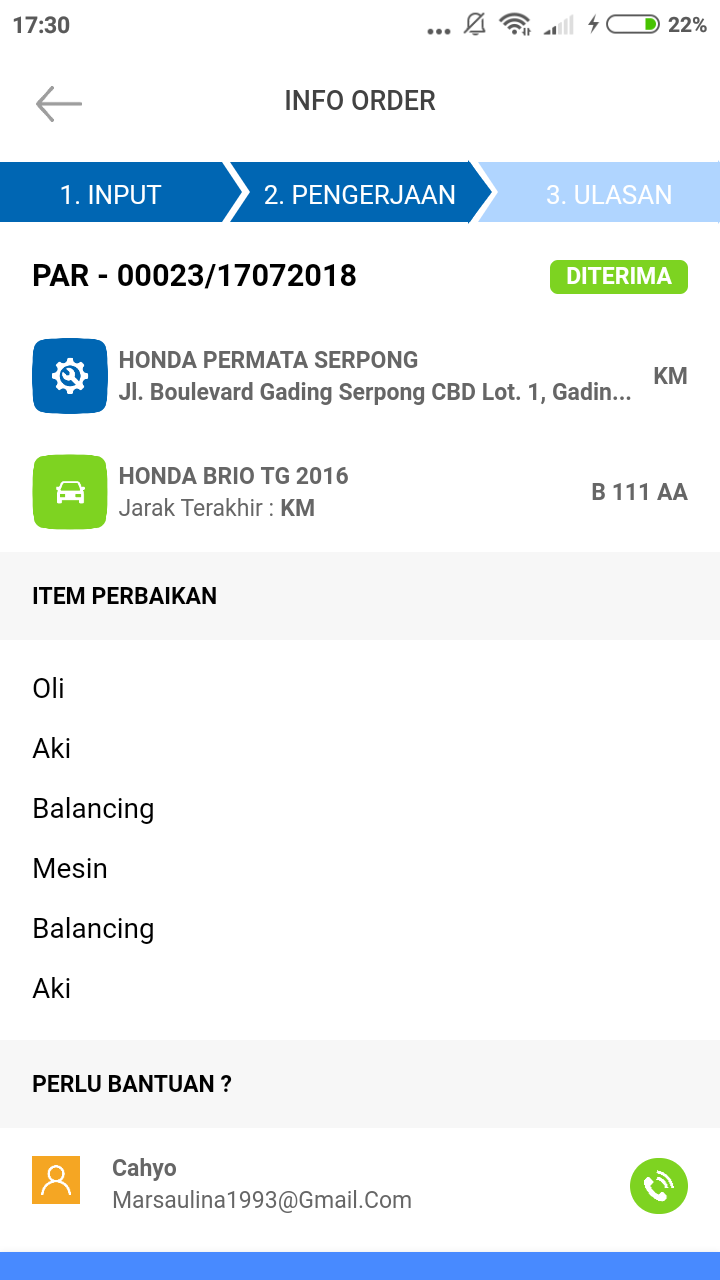 17:30
22%
INFO ORDER
1. INPUT
2. PENGERJAAN
3. ULASAN
PAR - 00023/17072018
DITERIMA
HONDA PERMATA SERPONG
Jl. Boulevard Gading Serpong CBD Lot. 1, Gadin...
KM
HONDA BRIO TG 2016
Jarak Terakhir : KM
B 111 AA
ITEM PERBAIKAN
Oli
Aki
Balancing
Mesin
Balancing
Aki
PERLU BANTUAN ?
Cahyo
Marsaulina1993@Gmail.Com